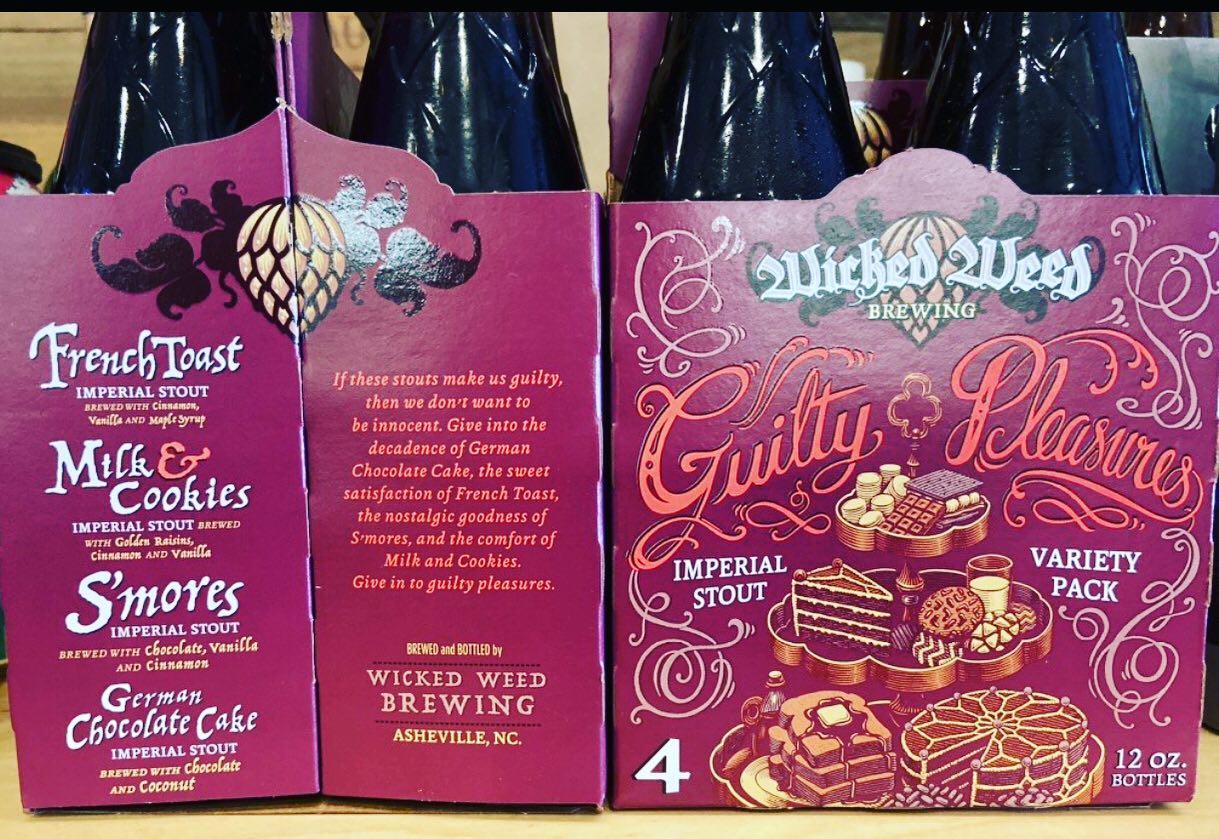 French Toast
IMPERIAL STOUT
BREWED WITH Cinnamon,
Vanilla AND Maple Syrup
Milk &
Cookies
IMPERIAL STOUT BREWED
WITH Golden Raisins,
Cinnamon AND Vanilla
S'mores
IMPERIAL STOUT
BREWED WITH Chocolate, Vanilla
AND Cinnamon
German
Chocolate Cake
IMPERIAL STOUT
BREWED WITH Chocolate
AND Coconut
If these stouts make us guilty,
then we don't want to
be innocent. Give into the
decadence of German
Chocolate Cake, the sweet
satisfaction of French Toast,
the nostalgic goodness of
S'mores, and the comfort of
Milk and Cookies.
Give in to guilty pleasures.
BREWED and BOTTLED by
WICKED WEED
BREWING
ASHEVILLE, NC.
Wicked Weed
BREWING
Guilty Pleasures
IMPERIAL
STOUT
VARIETY
PACK
4
12 oz.
BOTTLES